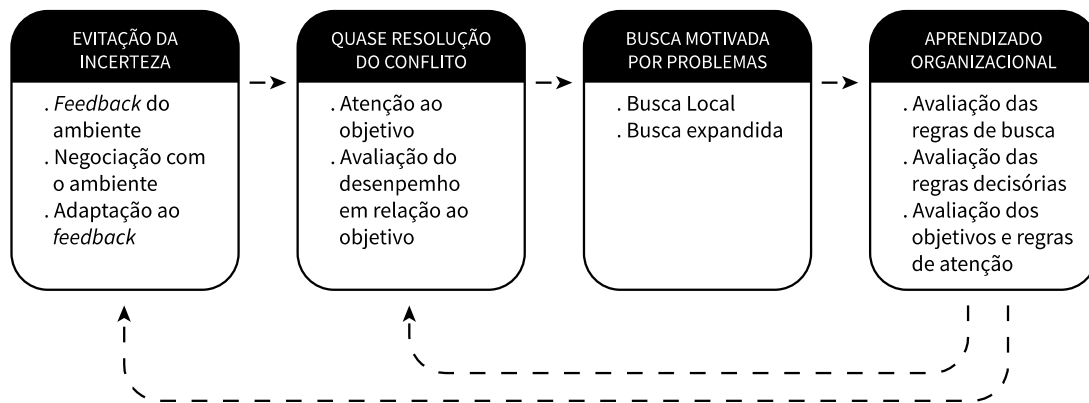 EVITAÇÃO DA
INCERTEZA
. Feedback do
ambiente
. Negociação com
o ambiente
. Adaptação ao
feedback
QUASE RESOLUÇÃO
DO CONFLITO
. Atenção ao
objetivo
. Avaliação do
desenpemho
em relação ao
objetivo
BUSCA MOTIVADA
POR PROBLEMAS
. Busca Local
. Busca expandida
APRENDIZADO
ORGANIZACIONAL
. Avaliação das
regras de busca
. Avaliação das
regras decisórias
. Avaliação dos
objetivos e regras
de atenção